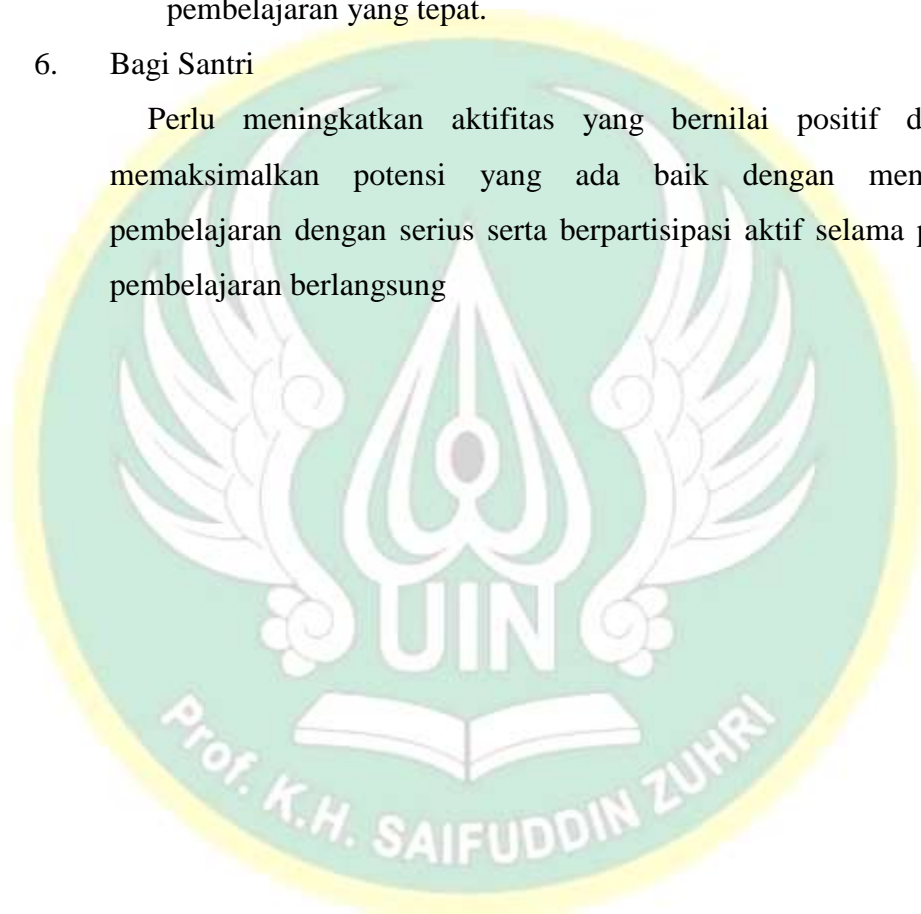 pembelajaran yang tepat.
6. Bagi Santri
Perlu meningkatkan aktifitas yang bernilai positif
memaksimalkan potensi yang ada baik dengan
pembelajaran dengan serius serta berpartisipasi aktif selama
pembelajaran berlangsung
UIN
Prof. K.H. SAIFUDDIN ZUHRI